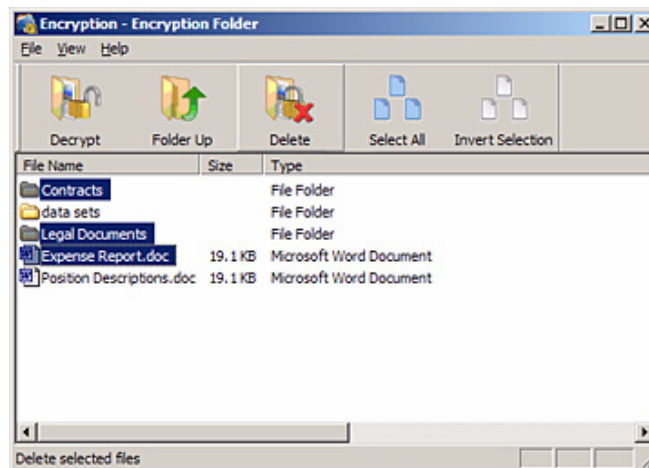 Encryption - Encryption Folder
File View Help
Decrypt Folder Up Delete Select All Invert Selection
File Name Size Type
Contracts File Folder
data sets File Folder
Legal Documents File Folder
Expense Report.doc 19.1 KB Microsoft Word Document
Position Descriptions.doc 19.1 KB Microsoft Word Document
Delete selected files